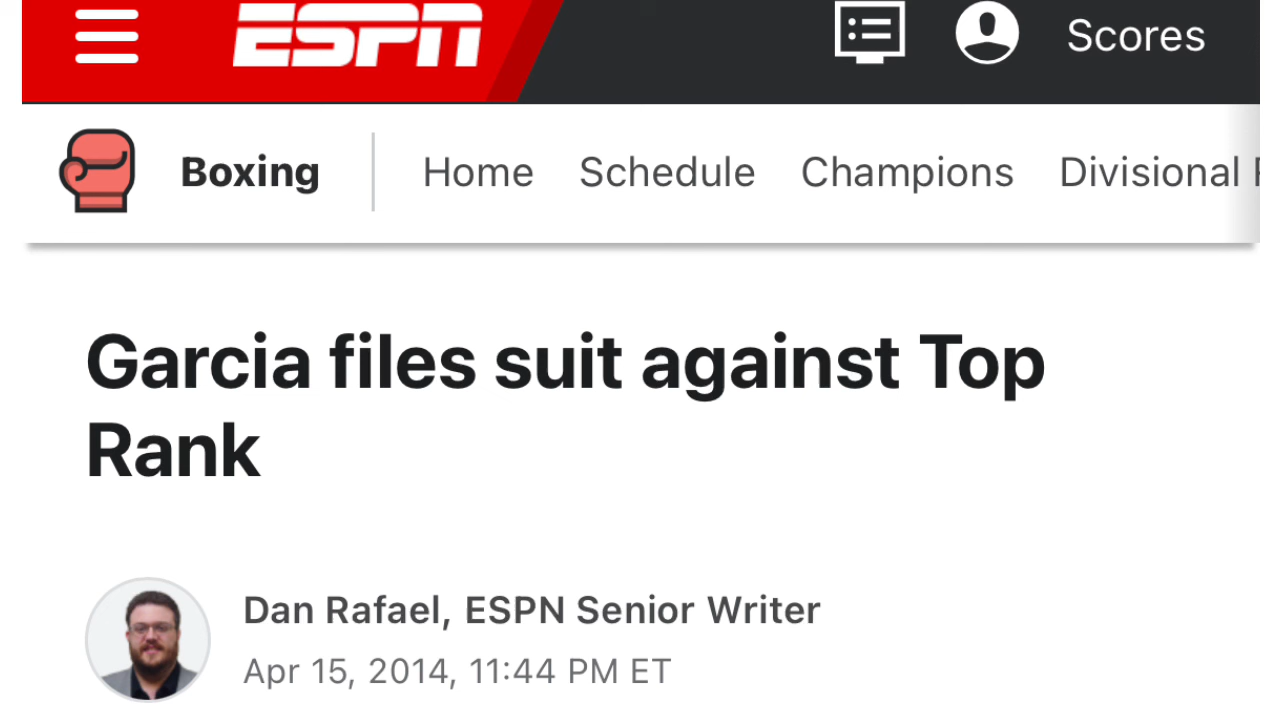 ESPN
Scores
Boxing
Home Schedule Champions Divisional
Garcia files suit against Top
Rank
Dan Rafael, ESPN Senior Writer
Apr 15, 2014, 11:44 PM ET